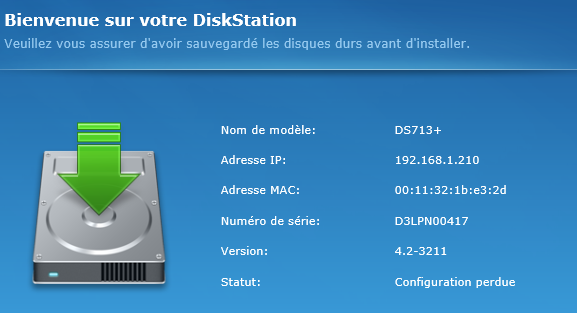 Bienvenue sur votre DiskStation
Veuillez vous assurer d'avoir sauvegardé les disques durs avant d'installer.
Nom de modèle: DS713+
Adresse IP: 192.168.1.210
Adresse MAC: 00:11:32:1b:e3:2d
Numéro de série: D3LPN00417
Version: 4.2-3211
Statut: Configuration perdue